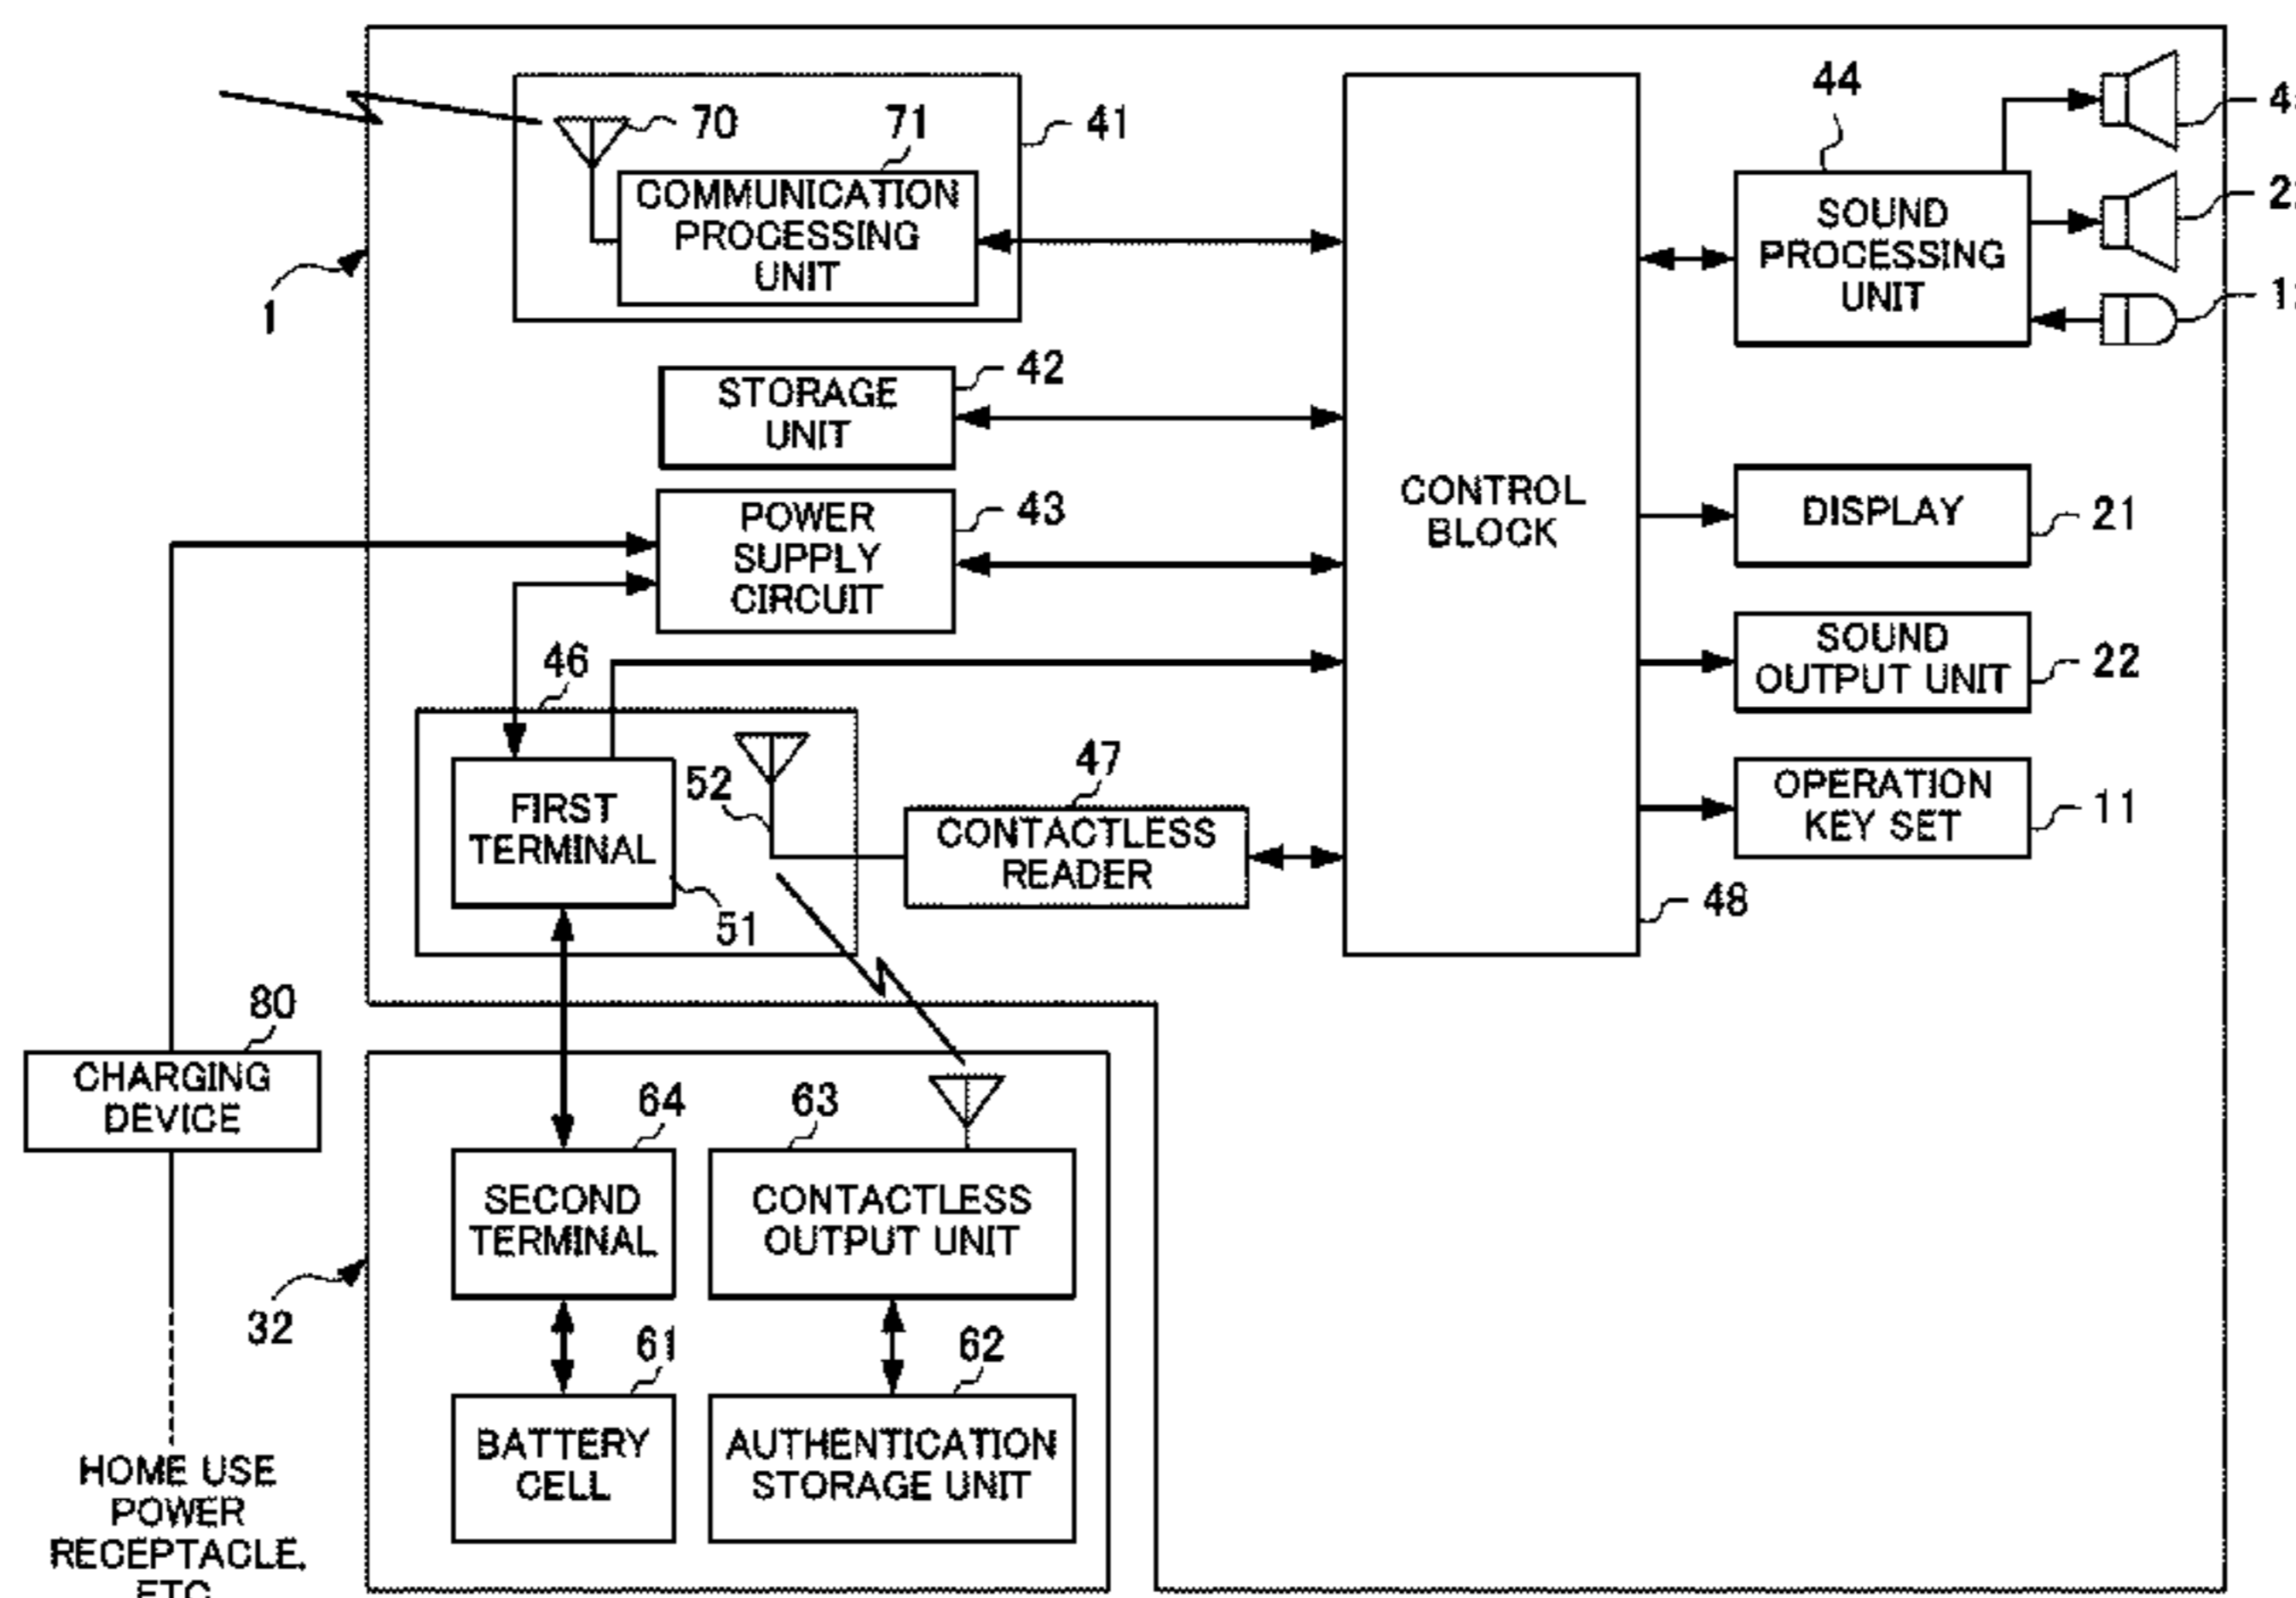 70
71
41
COMMUNICATION
PROCESSING
UNIT
1
44
SOUND
PROCESSING
UNIT
42
STORAGE
UNIT
43
POWER
SUPPLY
CIRCUIT
CONTROL
BLOCK
DISPLAY
21
46
SOUND
OUTPUT UNIT
22
FIRST
TERMINAL
51
52
47
CONTACTLESS
READER
OPERATION
KEY SET
11
48
80
CHARGING
DEVICE
64
SECOND
TERMINAL
63
CONTACTLESS
OUTPUT UNIT
32
61
BATTERY
CELL
62
AUTHENTICATION
STORAGE UNIT
HOME USE
POWER
RECEPTACLE,
ETC